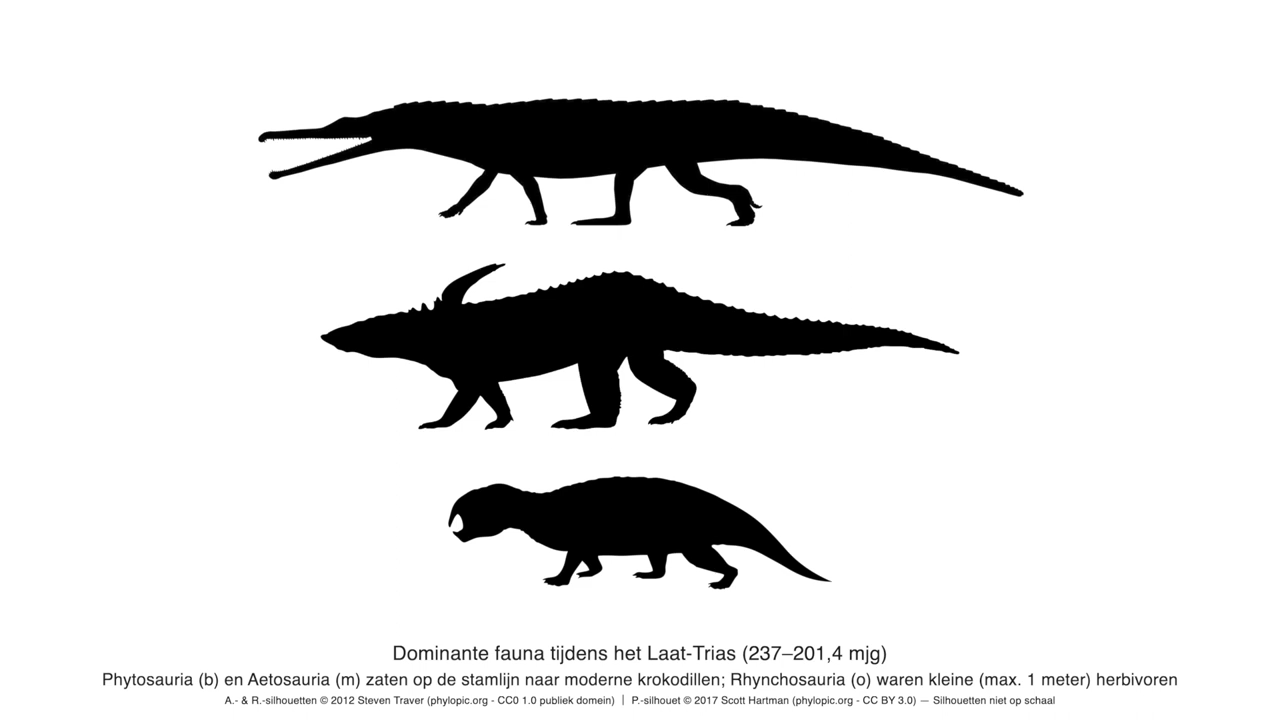 Dominante fauna tijdens het Laat-Trias (237–201,4 mjg)
Phytosauria (b) en Aetosauria (m) zaten op de stamlijn naar moderne krokodillen; Rhynchosauria (o) waren kleine (max. 1 meter) herbivoren
A.- & R.-silhouetten © 2012 Steven Traver (phylopic.org - CC0 1.0 publiek domein) | P.-silhouet © 2017 Scott Hartman (phylopic.org - CC BY 3.0) — Silhouetten niet op schaal